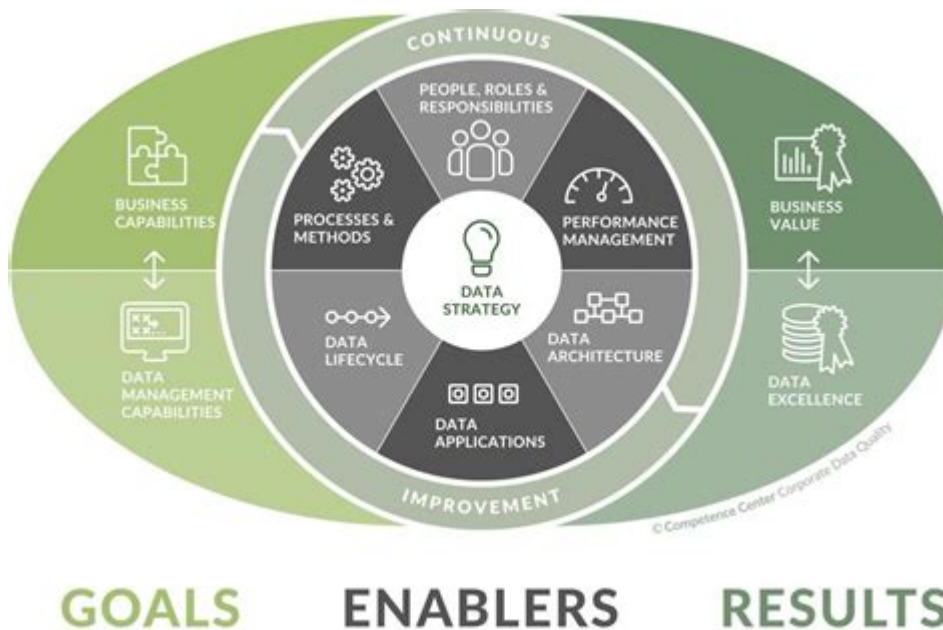 CONTINUOUS
PEOPLE, ROLES &
RESPONSIBILITIES
BUSINESS
CAPABILITIES
PROCESSES &
METHODS
PERFORMANCE
MANAGEMENT
BUSINESS
VALUE
DATA
STRATEGY
DATA
MANAGEMENT
CAPABILITIES
DATA
LIFECYCLE
DATA
ARCHITECTURE
DATA
EXCELLENCE
DATA
APPLICATIONS
IMPROVEMENT
© Competence Center Corporate Data Quality
GOALS
ENABLERS
RESULTS